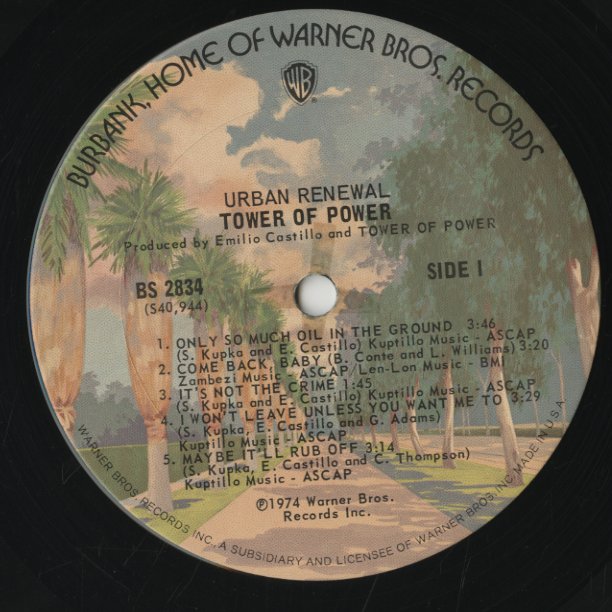 BURBANK, HOME OF WARNER BROS. RECORDS
WB
®
URBAN RENEWAL
TOWER OF POWER
Produced by Emilio Castillo and TOWER OF POWER
BS 2834
(S40,944)
SIDE I
1. ONLY SO MUCH OIL IN THE GROUND 3:46
(S. Kupka and E. Castillo) Kuptillo Music - ASCAP
2. COME BACK, BABY (B. Conte and L. Williams) 3:20
Zambezi Music - ASCAP/Len-Lon Music - BMI
3. IT'S NOT THE CRIME 1:45
(S. Kupka and E. Castillo) Kuptillo Music - ASCAP
4. I WON'T LEAVE UNLESS YOU WANT ME TO 3:29
(S. Kupka, E. Castillo and G. Adams)
Kuptillo Music - ASCAP
5. MAYBE IT'LL RUB OFF 3:14
(S. Kupka, E. Castillo and C. Thompson)
Kuptillo Music - ASCAP
℗1974 Warner Bros.
Records Inc.
WARNER BROS. RECORDS INC., A SUBSIDIARY AND LICENSEE OF WARNER BROS. INC. MADE IN U.S.A.